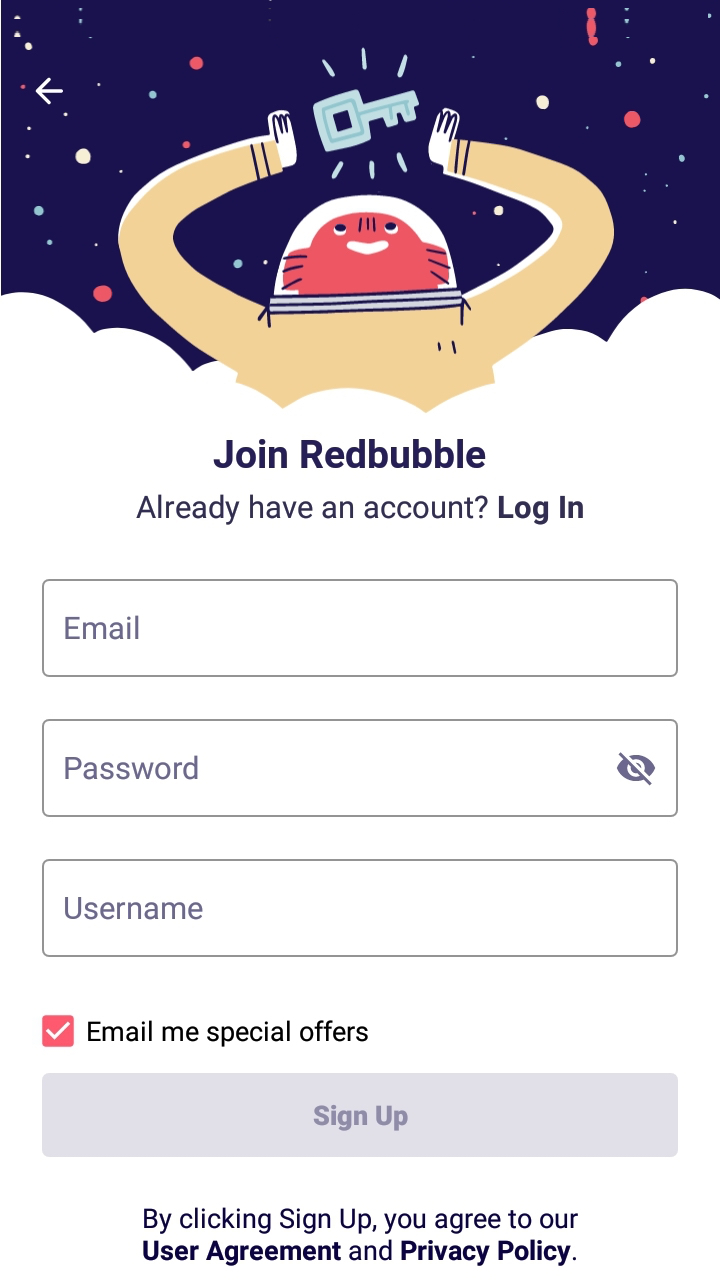 Join Redbubble
Already have an account? Log In
Email
Password
Username
Email me special offers
Sign Up
By clicking Sign Up, you agree to our
User Agreement and Privacy Policy.